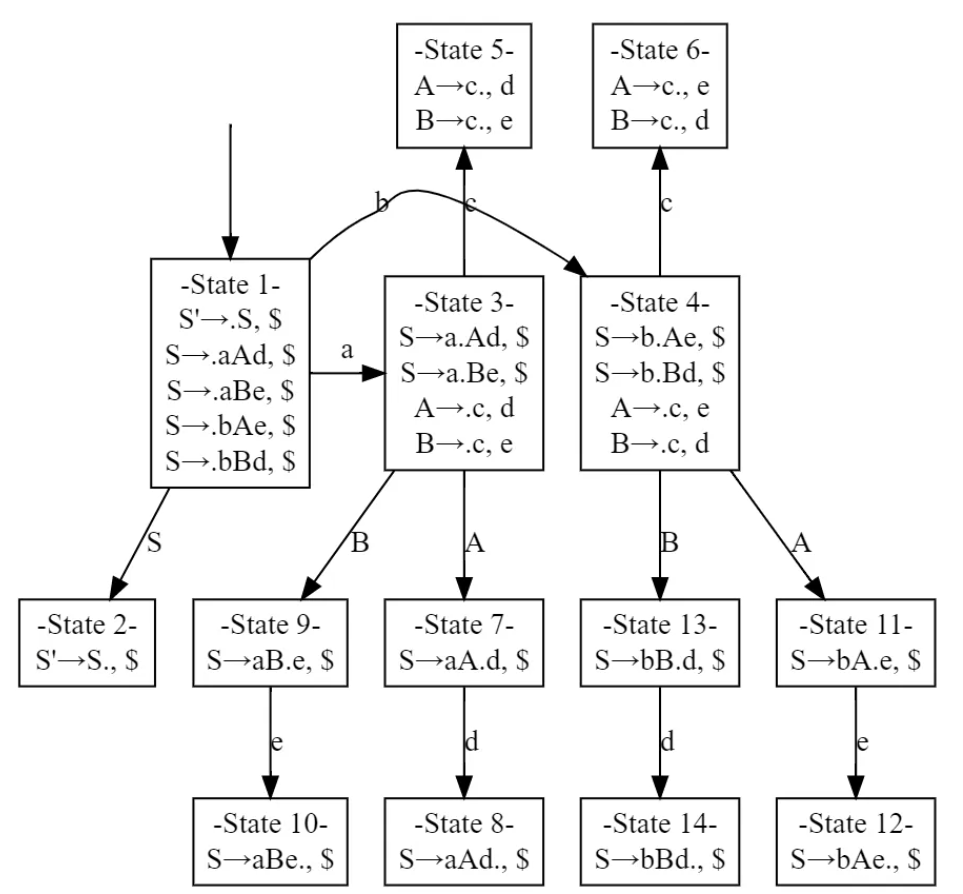 -State 5-
A→c., d
B→c., e
-State 6-
A→c., e
B→c., d
b
c
c
-State 1-
S'→.S, $
S→.aAd, $
S→.aBe, $
S→.bAe, $
S→.bBd, $
a
-State 3-
S→a.Ad, $
S→a.Be, $
A→.c, d
B→.c, e
-State 4-
S→b.Ae, $
S→b.Bd, $
A→.c, e
B→.c, d
S
B
A
B
A
-State 2-
S'→S., $
-State 9-
S→aB.e, $
-State 7-
S→aA.d, $
-State 13-
S→bB.d, $
-State 11-
S→bA.e, $
e
d
d
e
-State 10-
S→aBe., $
-State 8-
S→aAd., $
-State 14-
S→bBd., $
-State 12-
S→bAe., $